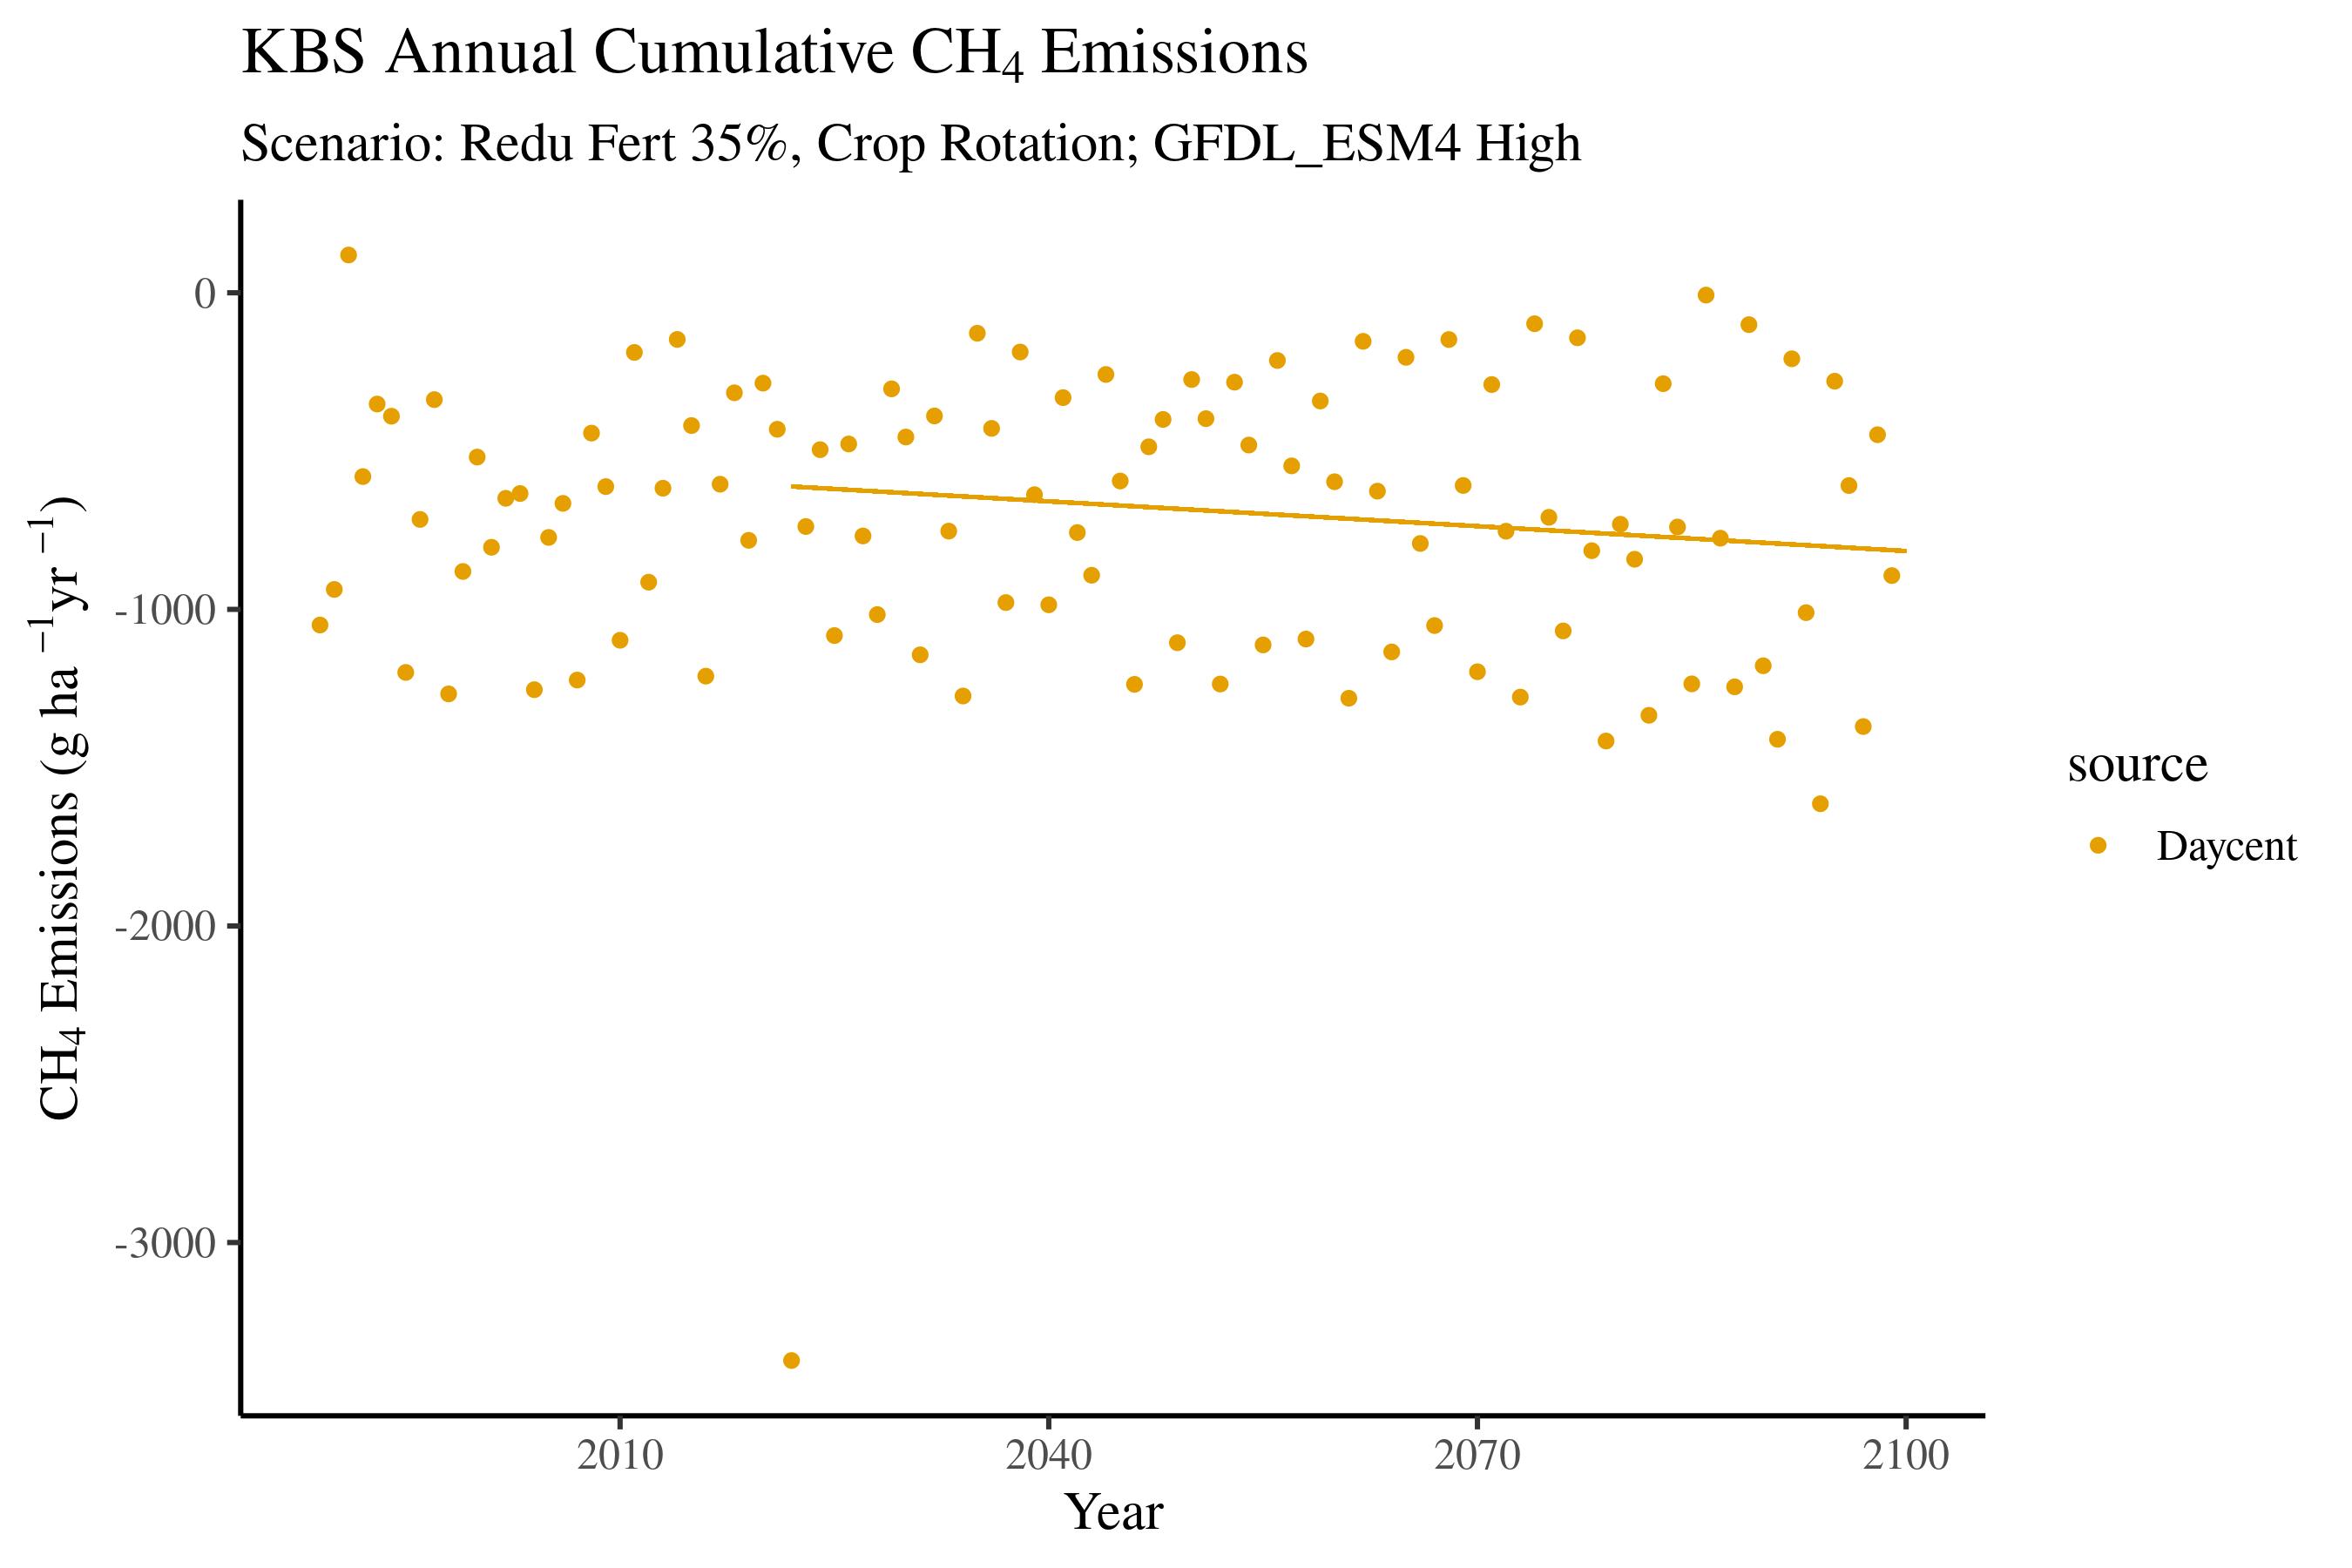 KBS Annual Cumulative CH₄ Emissions
Scenario: Redu Fert 35%, Crop Rotation; GFDL_ESM4 High
CH₄ Emissions (g ha ⁻¹yr ⁻¹)
0
-1000
-2000
-3000
2010 2040 2070 2100
Year
source
Daycent